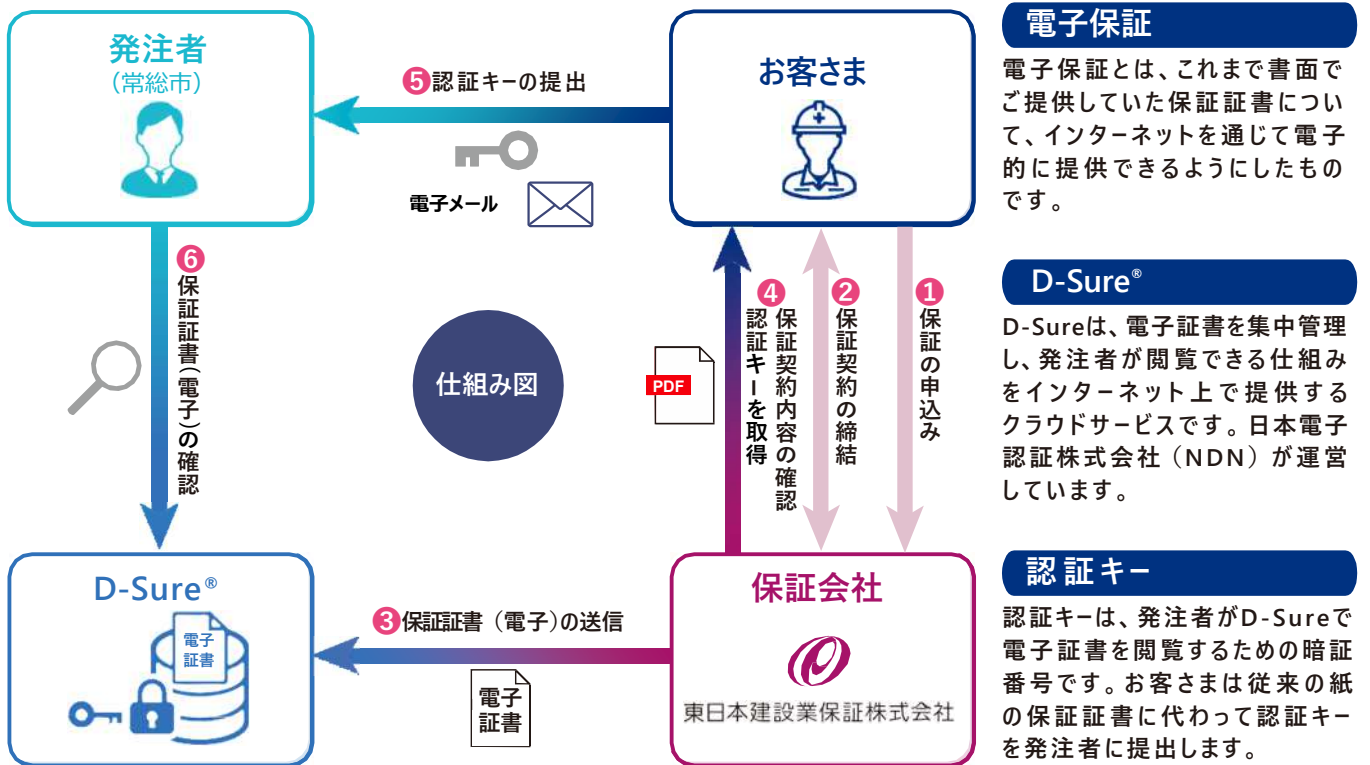 発注者
(常総市)
❺認証キーの提出
電子メール
お客さま
❻保証証書(電子)の確認
仕組み図
PDF
❹保証契約内容の確認
認証キーを取得
❷保証契約の締結
❶保証の申込み
D-Sure®
電子
証書
❸保証証書（電子）の送信
電子
証書
保証会社
東日本建設業保証株式会社
電子保証
電子保証とは、これまで書面で
ご提供していた保証証書につい
て、インターネットを通じて電子
的に提供できるようにしたもの
です。
D-Sure®
D-Sureは、電子証書を集中管理
し、発注者が閲覧できる仕組み
をインターネット上で提供する
クラウドサービスです。日本電子
認証株式会社（NDN）が運営
しています。
認証キー
認証キーは、発注者がD-Sureで
電子証書を閲覧するための暗証
番号です。お客さまは従来の紙
の保証証書に代わって認証キー
を発注者に提出します。